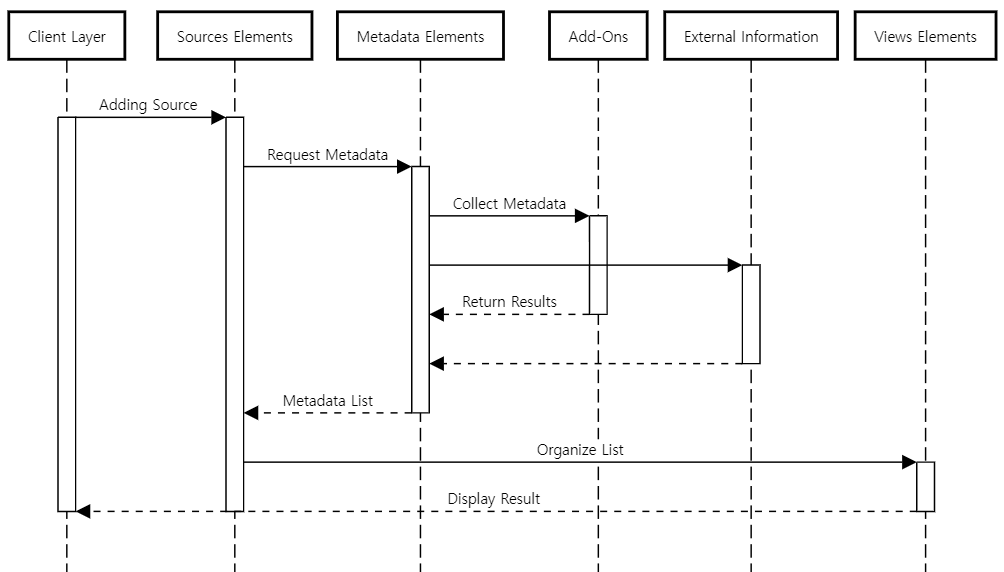 Client Layer
Sources Elements
Metadata Elements
Add-Ons
External Information
Views Elements
Adding Source
Request Metadata
Collect Metadata
Return Results
Metadata List
Organize List
Display Result